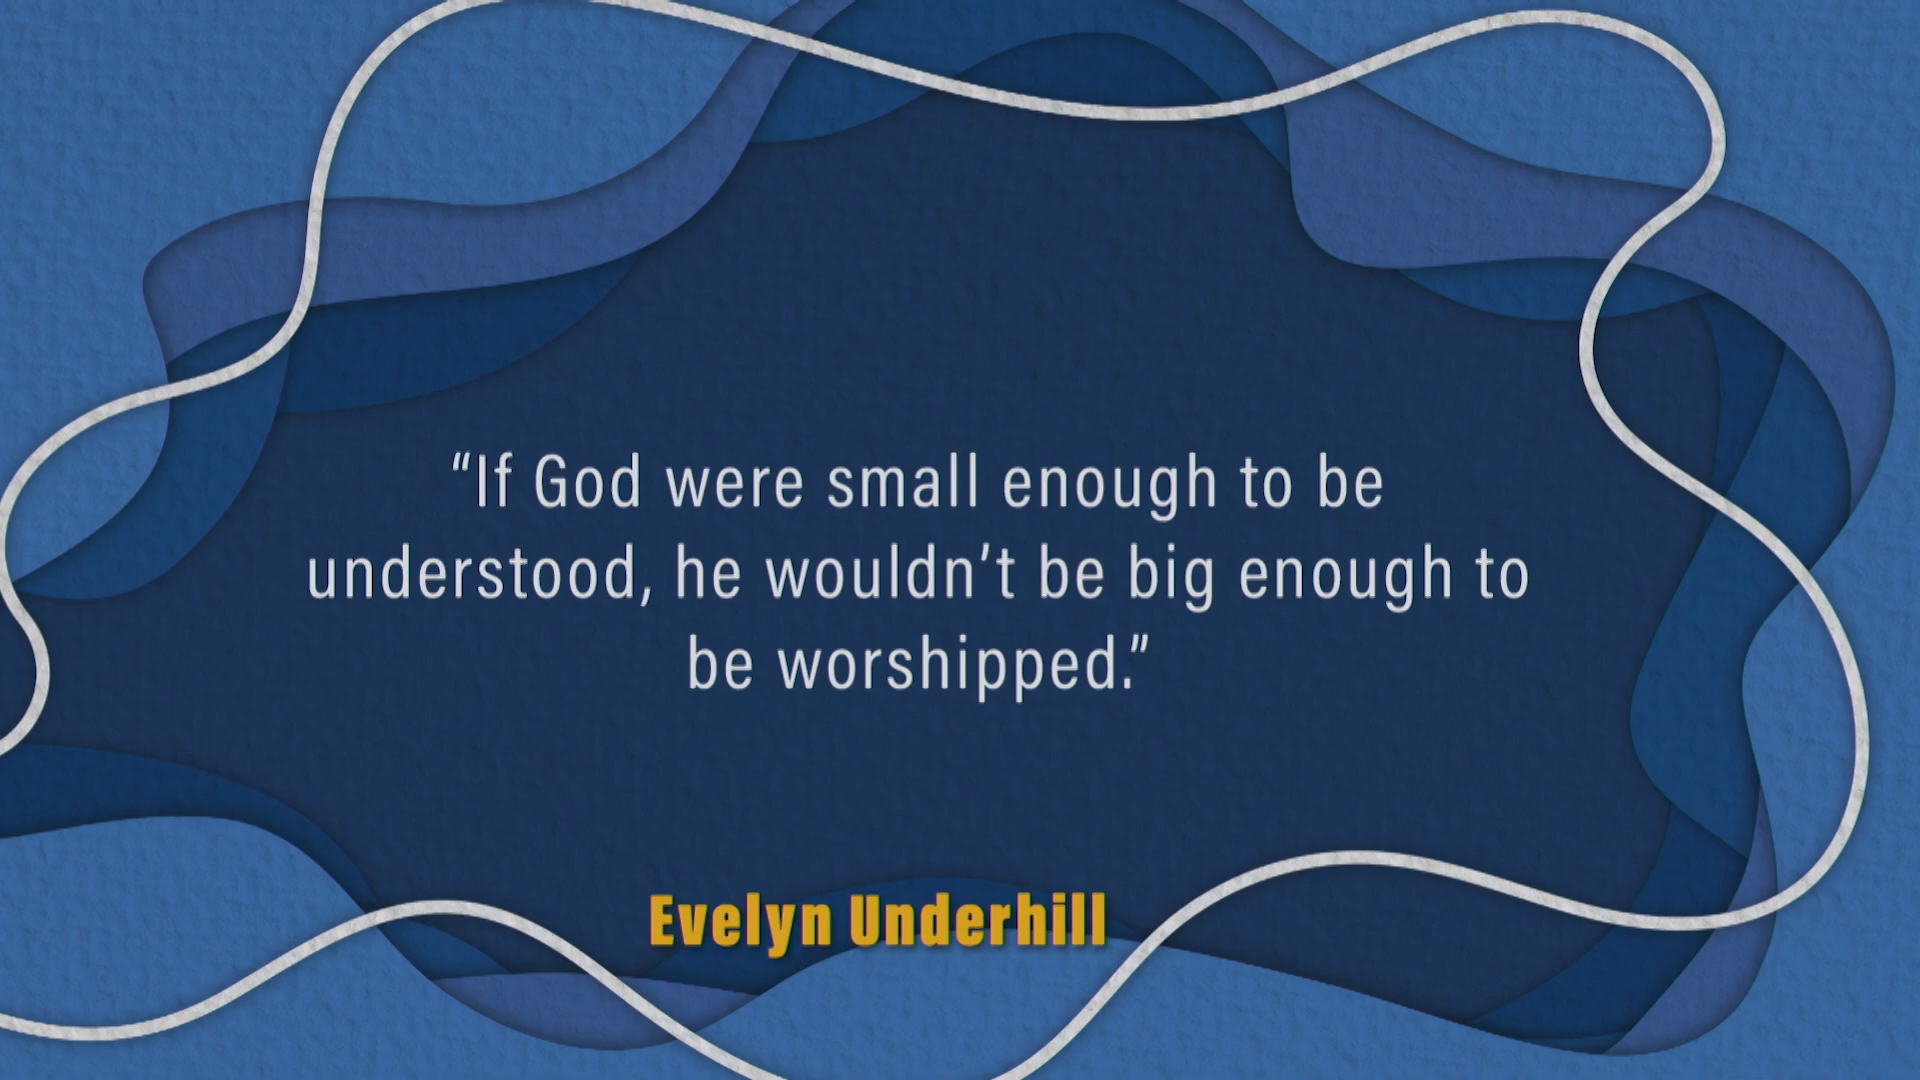 “If God were small enough to be
understood, he wouldn’t be big enough to
be worshipped.”
Evelyn Underhill